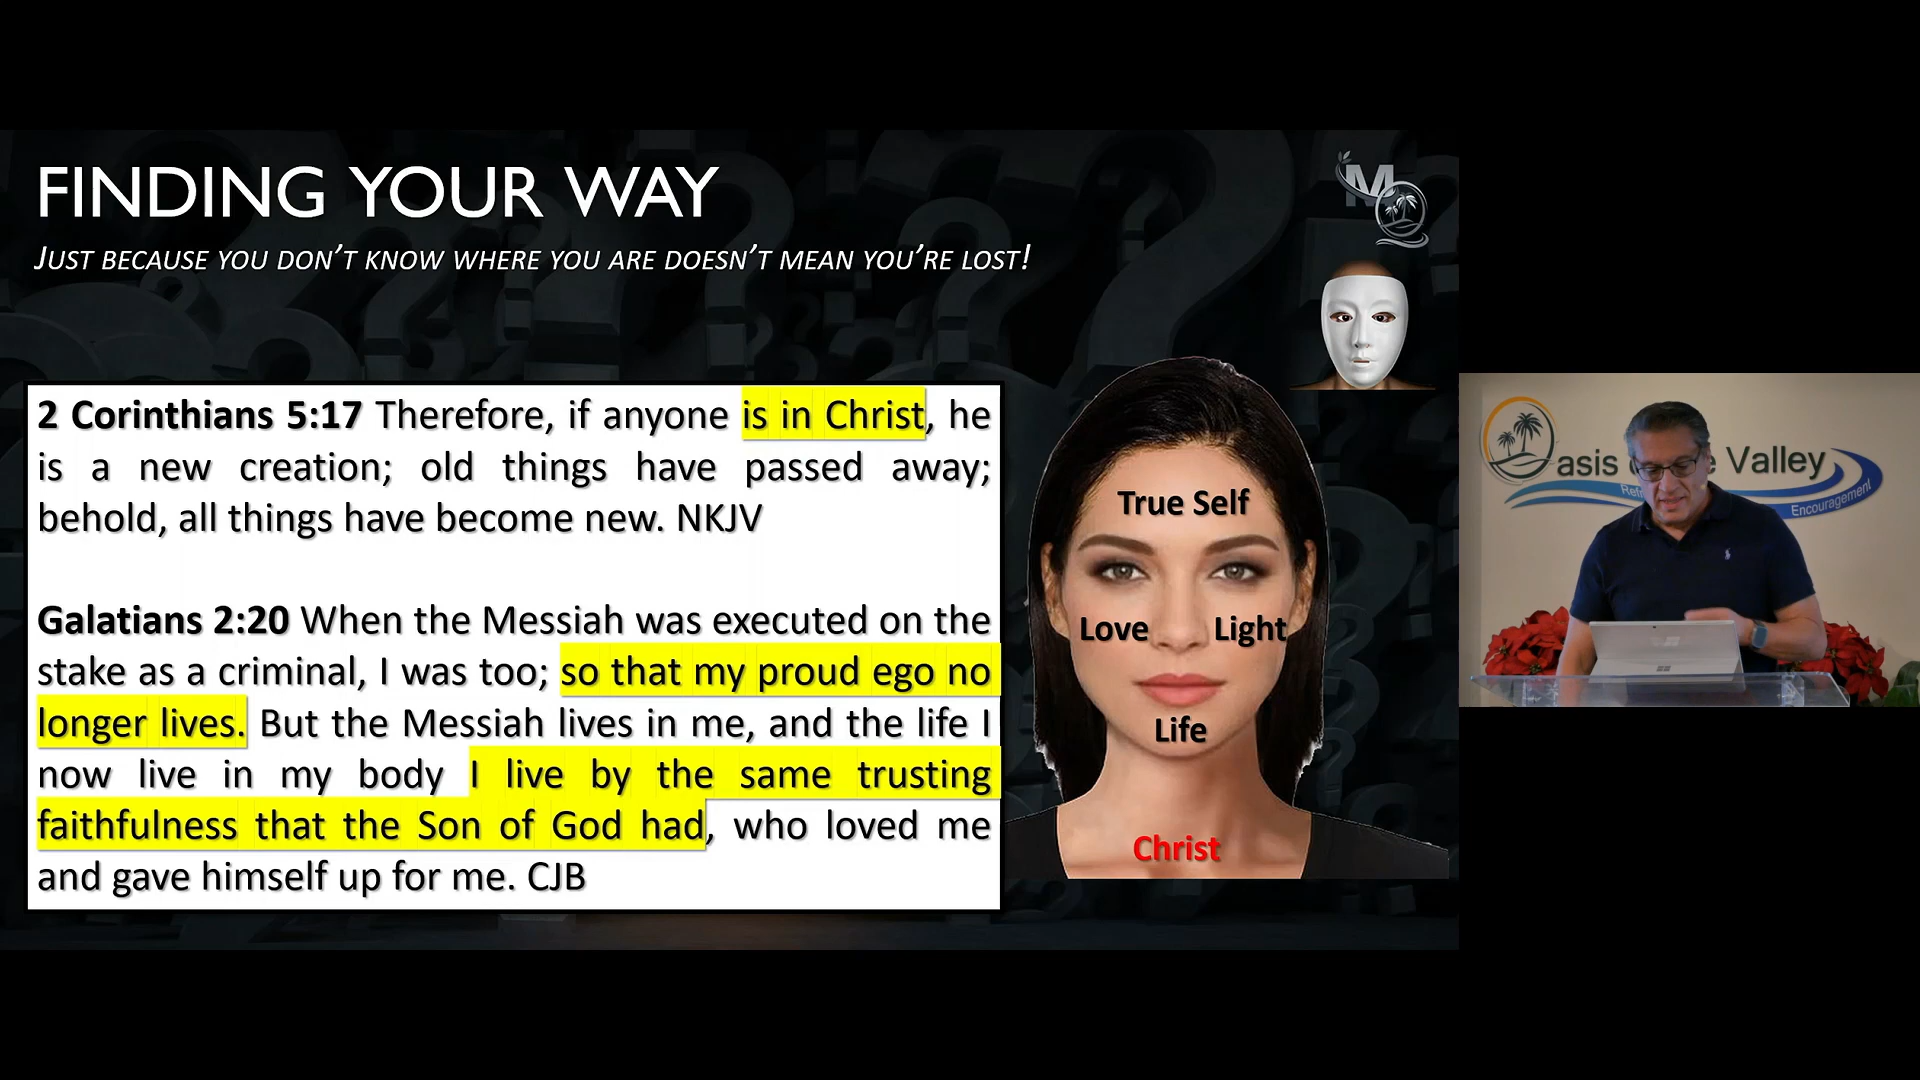 FINDING YOUR WAY
JUST BECAUSE YOU DON'T KNOW WHERE YOU ARE DOESN'T MEAN YOU'RE LOST!
M
2 Corinthians 5:17 Therefore, if anyone is in Christ, he
is a new creation; old things have passed away;
behold, all things have become new. NKJV
Galatians 2:20 When the Messiah was executed on the
stake as a criminal, I was too; so that my proud ego no
longer lives. But the Messiah lives in me, and the life I
now live in my body I live by the same trusting
faithfulness that the Son of God had, who loved me
and gave himself up for me. CJB
True Self
Love Light
Life
Christ
asis Valley
Encouragement